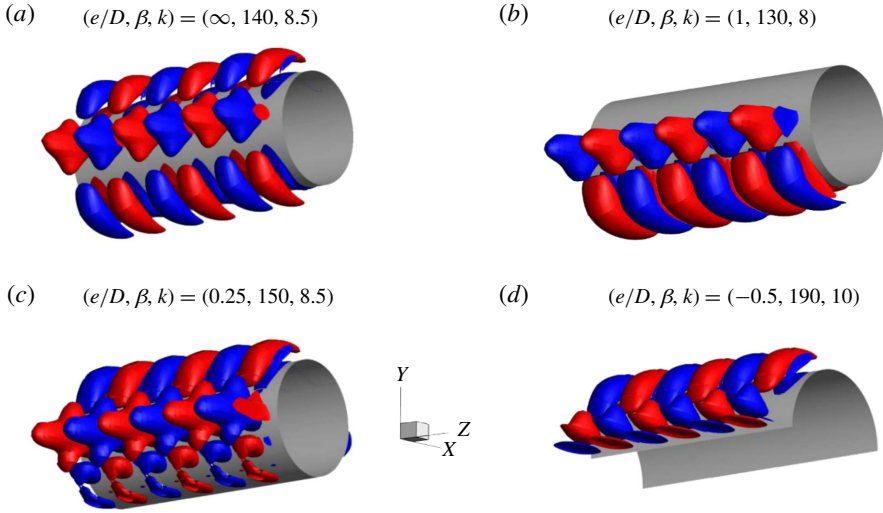 (a) (e/D, β, k) = (∞, 140, 8.5)
(b) (e/D, β, k) = (1, 130, 8)
(c) (e/D, β, k) = (0.25, 150, 8.5)
(d) (e/D, β, k) = (−0.5, 190, 10)
Y
Z
X